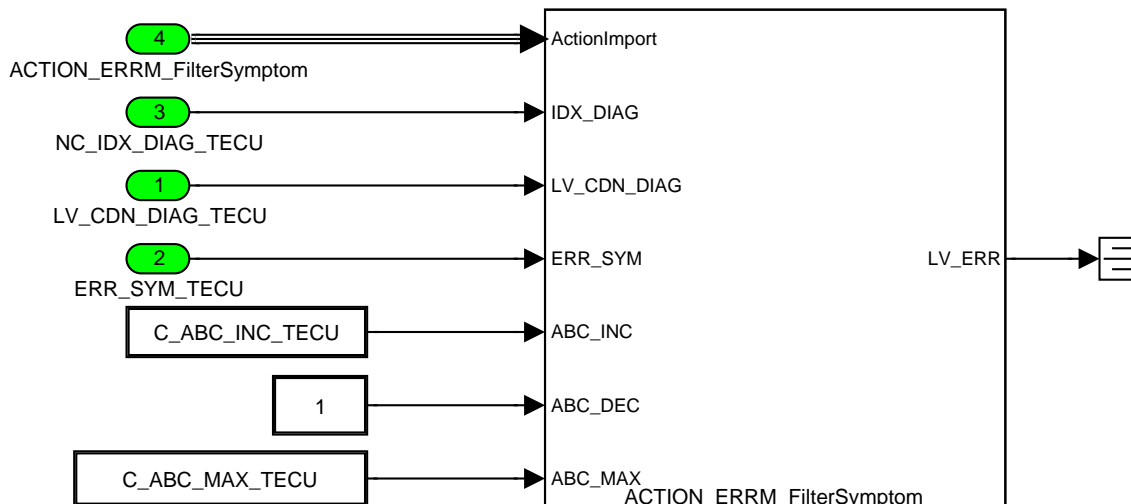 4
ActionImport
ACTION_ERRM_FilterSymptom
3
IDX_DIAG
NC_IDX_DIAG_TECU
1
LV_CDN_DIAG
LV_CDN_DIAG_TECU
2
ERR_SYM
LV_ERR
ERR_SYM_TECU
C_ABC_INC_TECU
ABC_INC
1
ABC_DEC
C_ABC_MAX_TECU
ABC_MAX
ACTION_ERRM_FilterSymptom